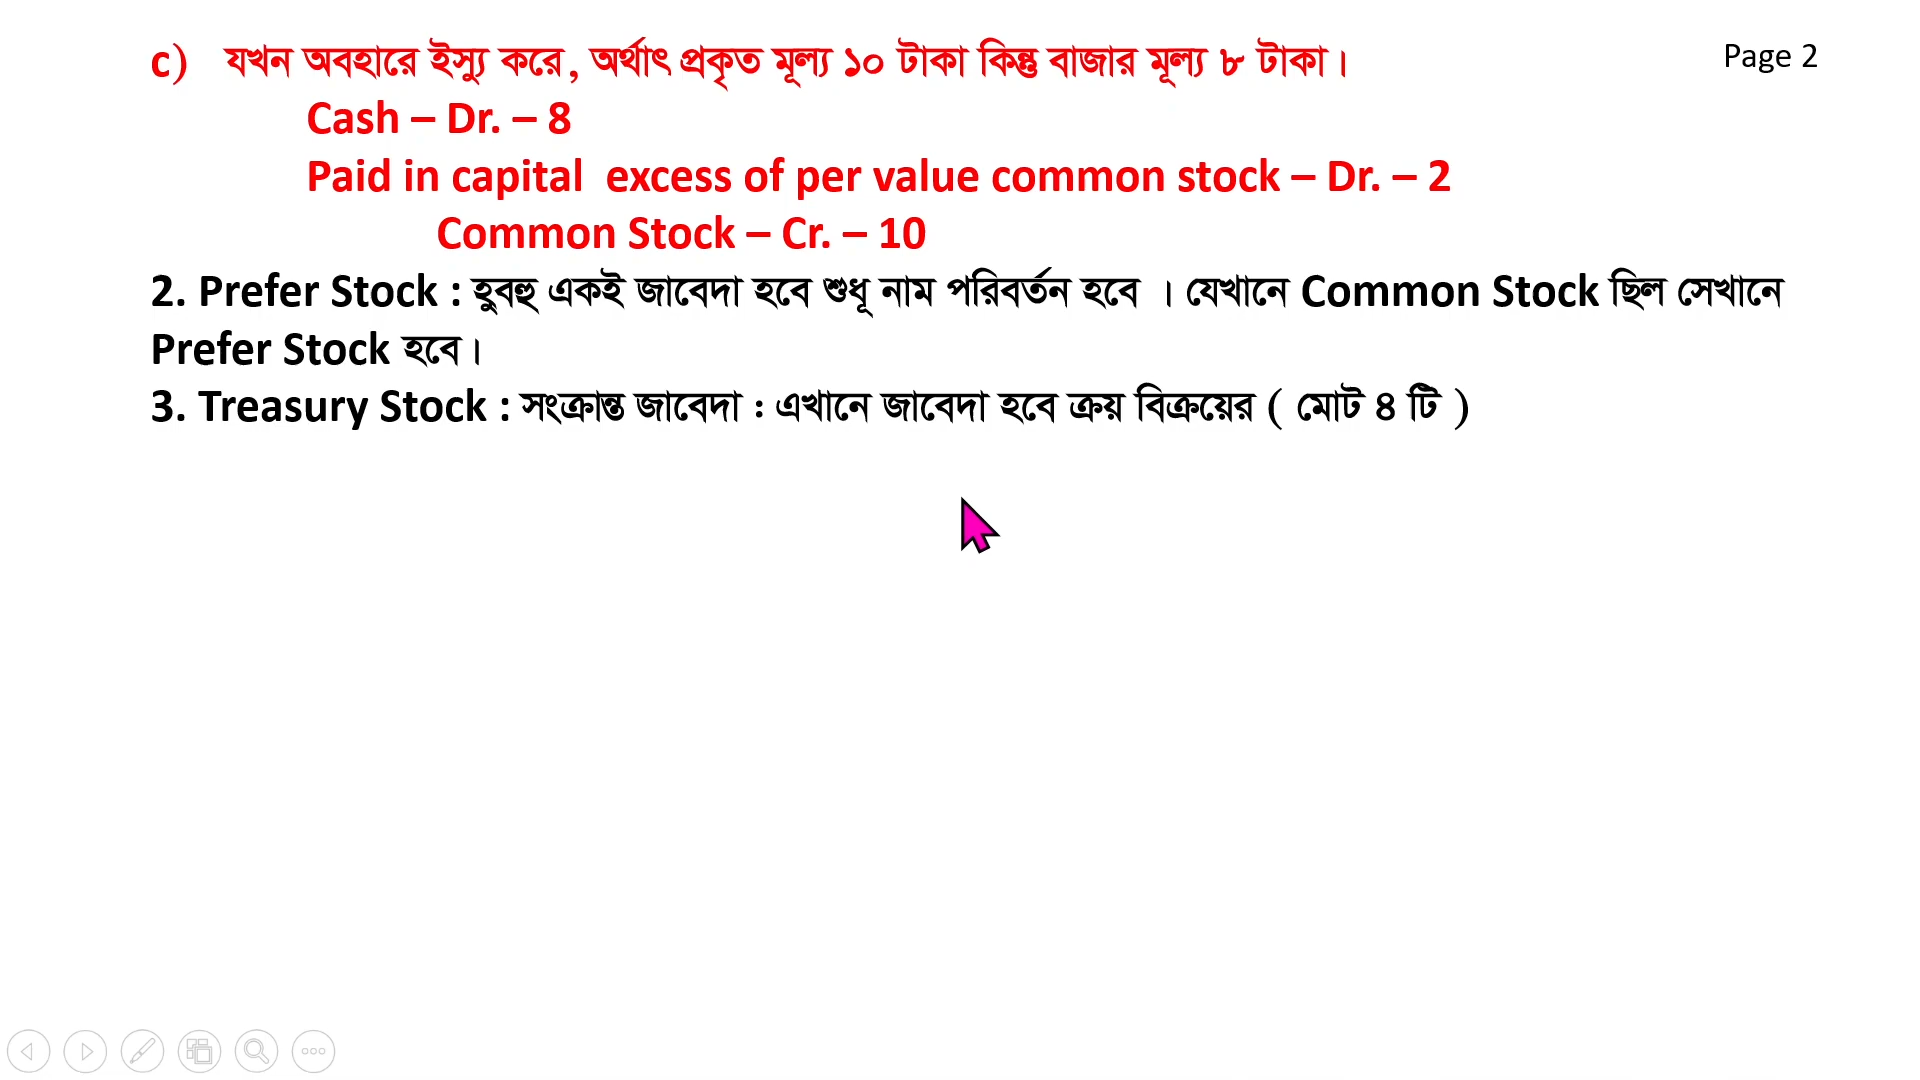 c) যখন অবহারে ইস্যু করে, অর্থাৎ প্রকৃত মূল্য ১০ টাকা কিন্তু বাজার মূল্য ৮ টাকা।
Page 2
Cash – Dr. – 8
Paid in capital excess of per value common stock – Dr. – 2
Common Stock – Cr. – 10
2. Prefer Stock : হুবহু একই জাবেদা হবে শুধূ নাম পরিবর্তন হবে । যেখানে Common Stock ছিল সেখানে
Prefer Stock হবে।
3. Treasury Stock : সংক্রান্ত জাবেদা : এখানে জাবেদা হবে ক্রয় বিক্রয়ের ( মোট ৪ টি )